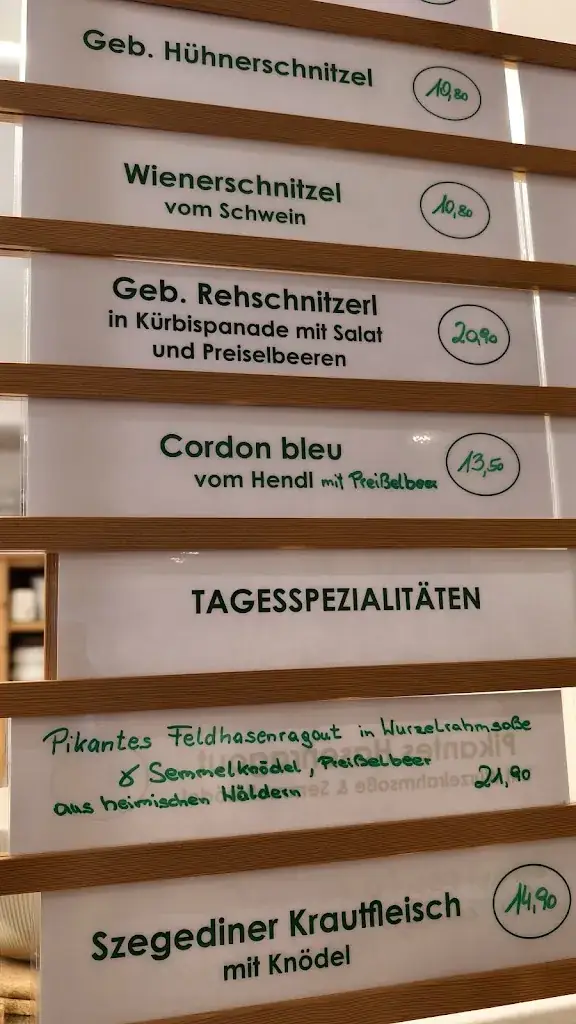 Geb. Hühnerschnitzel 10,80
Wienerschnitzel
vom Schwein 10,80
Geb. Rehschnitzerl
in Kürbispanade mit Salat 20,90
und Preiselbeeren
Cordon bleu
vom Hendl mit Preißelbeer 13,50
TAGESSPEZIALITÄTEN
Pikantes Feldhasenragout in Wurzelrahmsoße
& Semmelknödel, Preißelbeer 21,90
aus heimischen Wäldern
Szegediner Krautfleisch 14,90
mit Knödel